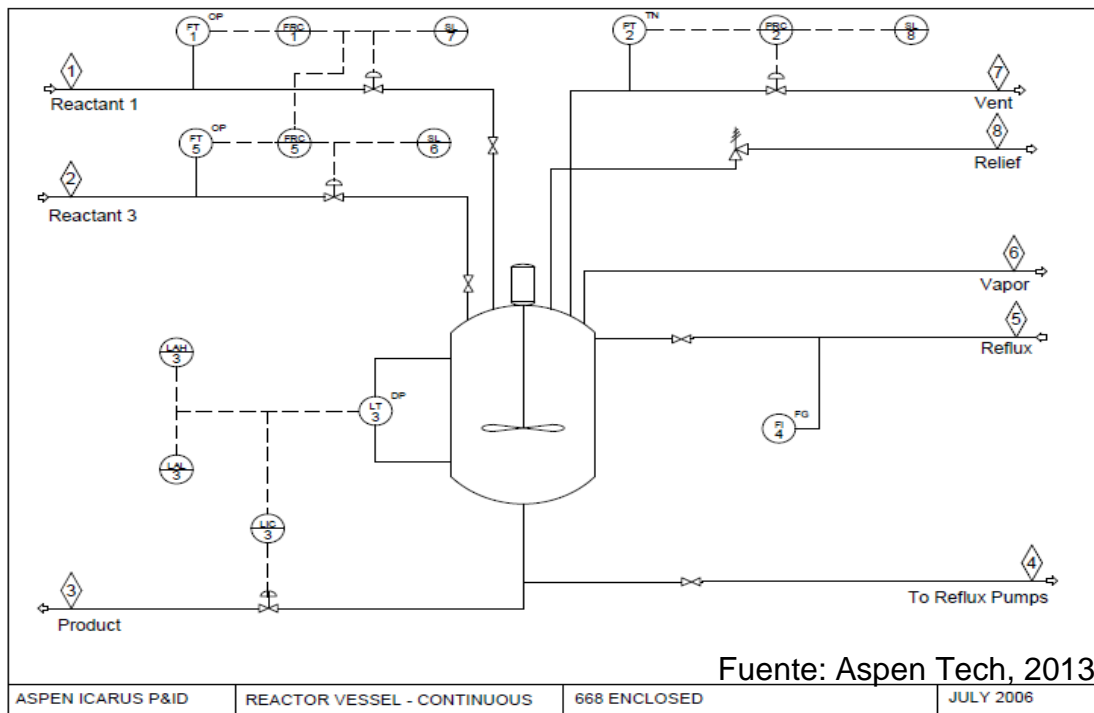 FT
1
OP
FRC
1
SL
7
PT
2
TN
PRC
2
SL
8
1
Reactant 1
7
Vent
FT
5
OP
FRC
5
SL
6
8
Relief
2
Reactant 3
6
Vapor
5
Reflux
LAH
3
LT
3
DP
FI
4
FG
LAL
3
LIC
3
3
Product
4
To Reflux Pumps
Fuente: Aspen Tech, 2013
ASPEN ICARUS P&ID
REACTOR VESSEL - CONTINUOUS
668 ENCLOSED
JULY 2006